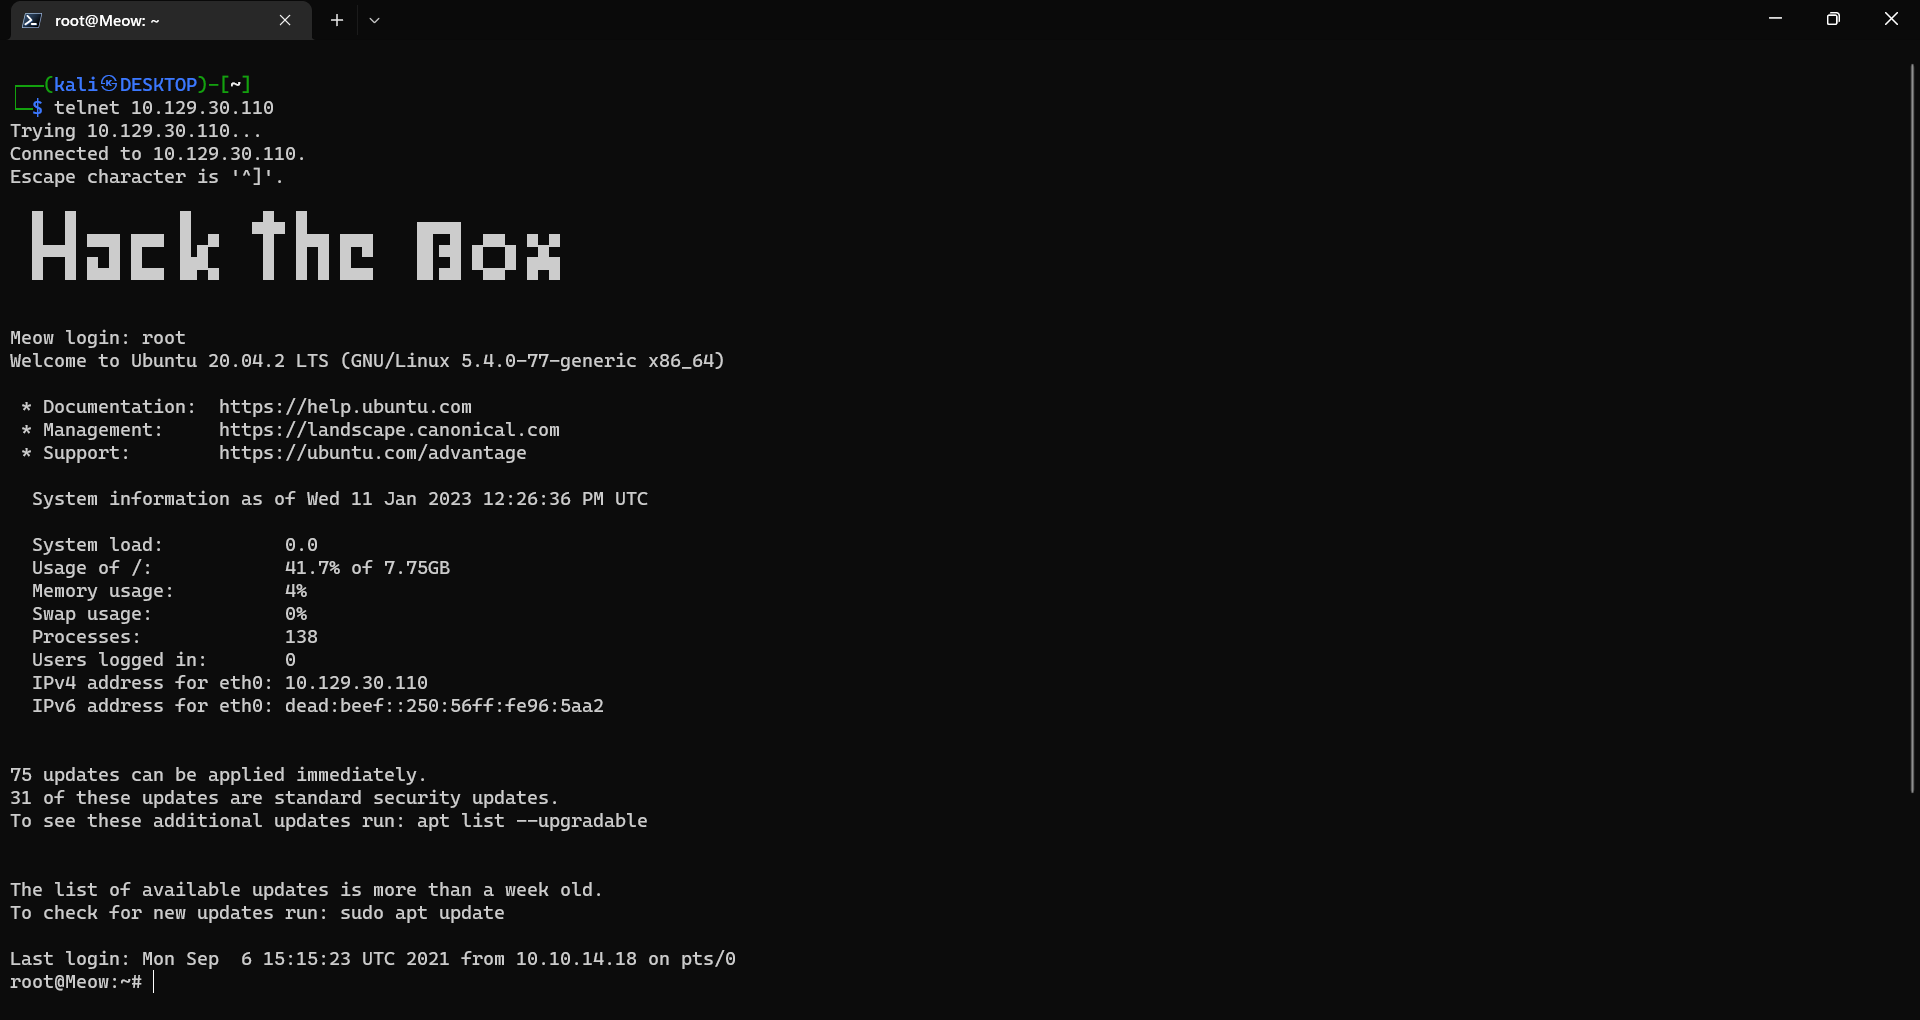 root@Meow: ~
(kali㉿DESKTOP)-[~]
$ telnet 10.129.30.110
Trying 10.129.30.110...
Connected to 10.129.30.110.
Escape character is '^]'.
Hack the Box
Meow login: root
Welcome to Ubuntu 20.04.2 LTS (GNU/Linux 5.4.0-77-generic x86_64)
* Documentation:  https://help.ubuntu.com
* Management:     https://landscape.canonical.com
* Support:        https://ubuntu.com/advantage
System information as of Wed 11 Jan 2023 12:26:36 PM UTC
System load:           0.0
Usage of /:            41.7% of 7.75GB
Memory usage:          4%
Swap usage:            0%
Processes:             138
Users logged in:       0
IPv4 address for eth0: 10.129.30.110
IPv6 address for eth0: dead:beef::250:56ff:fe96:5aa2
75 updates can be applied immediately.
31 of these updates are standard security updates.
To see these additional updates run: apt list --upgradable
The list of available updates is more than a week old.
To check for new updates run: sudo apt update
Last login: Mon Sep  6 15:15:23 UTC 2021 from 10.10.14.18 on pts/0
root@Meow:~#